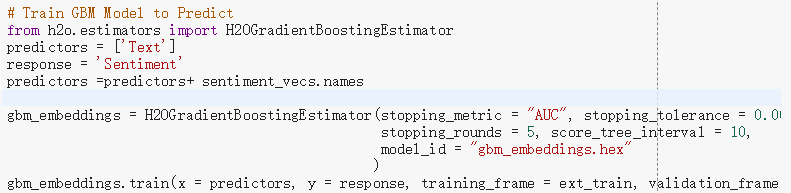 # Train GBM Model to Predict
from h2o.estimators import H2OGradientBoostingEstimator
predictors = ['Text']
response = 'Sentiment'
predictors =predictors+ sentiment_vecs.names
gbm_embeddings = H2OGradientBoostingEstimator(stopping_metric = "AUC", stopping_tolerance = 0.00
stopping_rounds = 5, score_tree_interval = 10,
model_id = "gbm_embeddings.hex"
)
gbm_embeddings.train(x = predictors, y = response, training_frame = ext_train, validation_frame